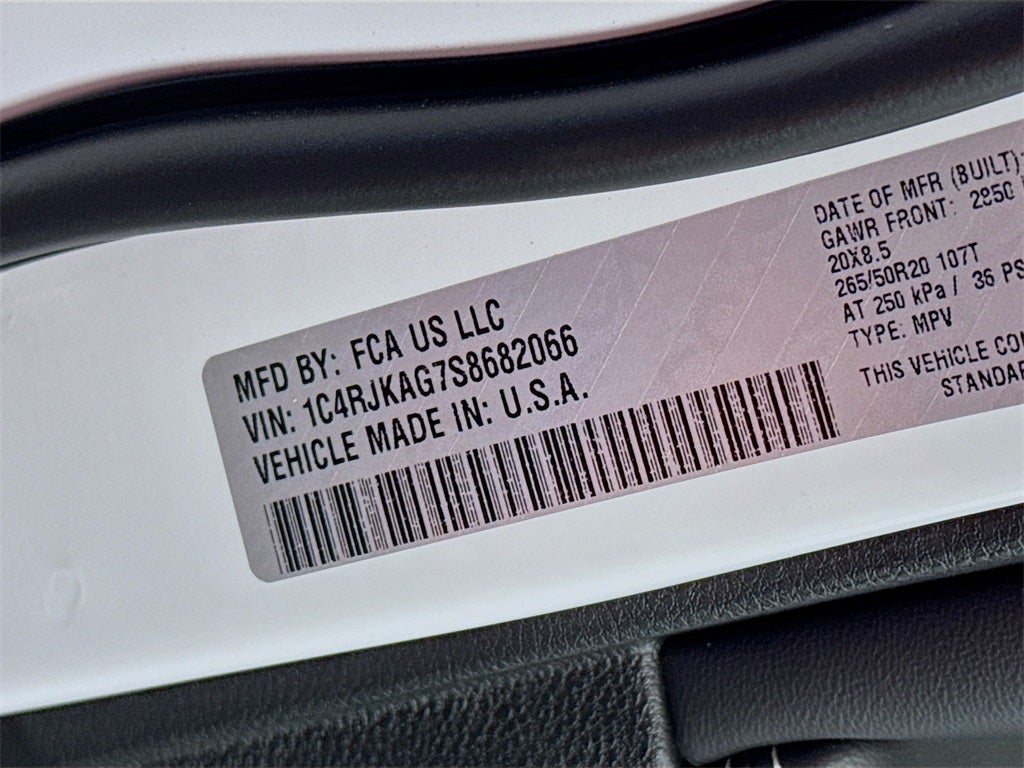 MFD BY: FCA US LLC
VIN: 1C4RJKAG7S8682066
VEHICLE MADE IN: U.S.A.
DATE OF MFR (BUILT):
GAWR FRONT: 2850
20X8.5
265/50R20 107T
AT 250 kPa / 36 PS
TYPE: MPV
THIS VEHICLE CO
STANDA